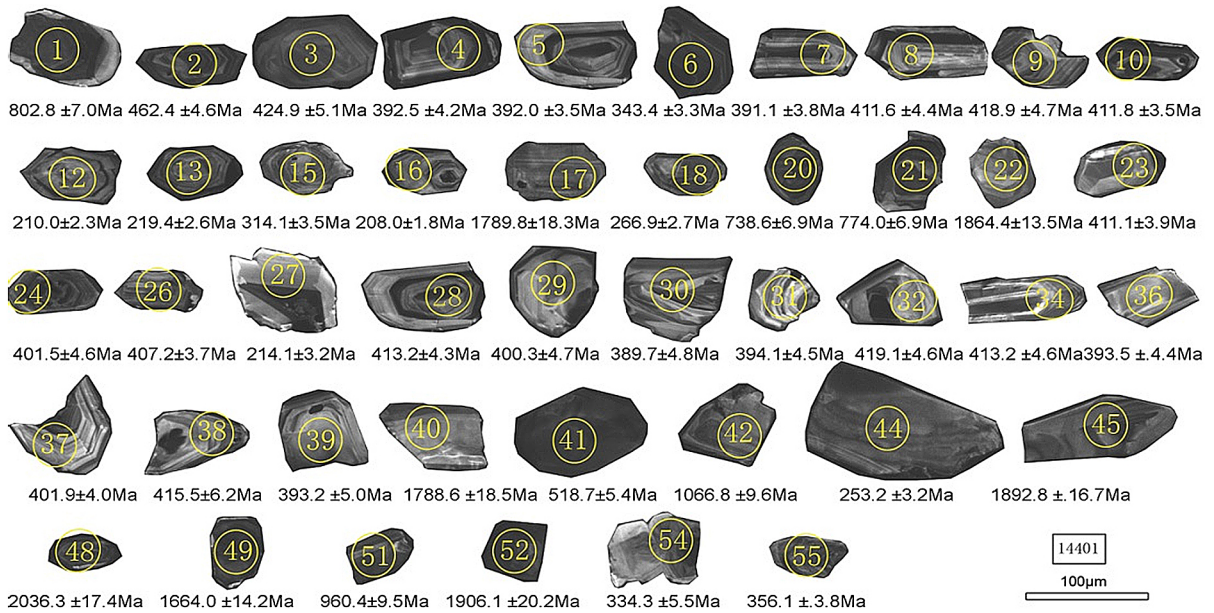 1 2 3 4 5 6 7 8 9 10
802.8 ±7.0Ma 462.4 ±4.6Ma 424.9 ±5.1Ma 392.5 ±4.2Ma 392.0 ±3.5Ma 343.4 ±3.3Ma 391.1 ±3.8Ma 411.6 ±4.4Ma 418.9 ±4.7Ma 411.8 ±3.5Ma
12 13 15 16 17 18 20 21 22 23
210.0±2.3Ma 219.4±2.6Ma 314.1±3.5Ma 208.0±1.8Ma 1789.8±18.3Ma 266.9±2.7Ma 738.6±6.9Ma 774.0±6.9Ma 1864.4±13.5Ma 411.1±3.9Ma
24 26 27 28 29 30 31 32 34 36
401.5±4.6Ma 407.2±3.7Ma 214.1±3.2Ma 413.2±4.3Ma 400.3±4.7Ma 389.7±4.8Ma 394.1±4.5Ma 419.1±4.6Ma 413.2 ±4.6Ma 393.5 ±.4.4Ma
37 38 39 40 41 42 44 45
401.9±4.0Ma 415.5±6.2Ma 393.2 ±5.0Ma 1788.6 ±18.5Ma 518.7±5.4Ma 1066.8 ±9.6Ma 253.2 ±3.2Ma 1892.8 ±.16.7Ma
48 49 51 52 54 55
14401
100μm
2036.3 ±17.4Ma 1664.0 ±14.2Ma 960.4±9.5Ma 1906.1 ±20.2Ma 334.3 ±5.5Ma 356.1 ±.3.8Ma